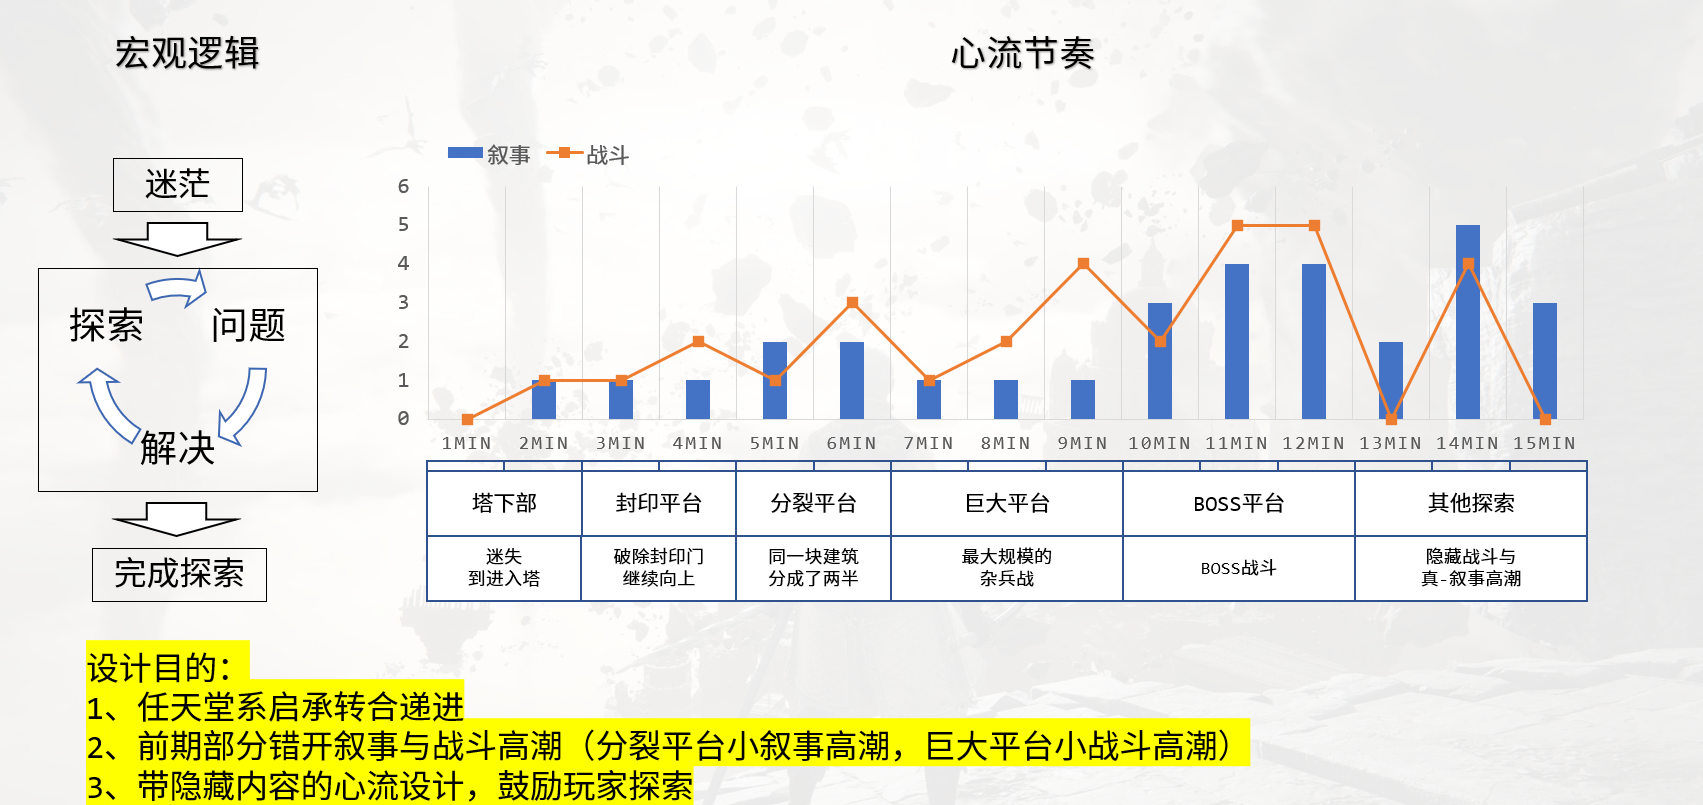 宏观逻辑
心流节奏
迷茫
探索
问题
解决
完成探索
叙事
战斗
6
5
4
3
2
1
0
1MIN 2MIN 3MIN 4MIN 5MIN 6MIN 7MIN 8MIN 9MIN 10MIN 11MIN 12MIN 13MIN 14MIN 15MIN
塔下部 封印平台 分裂平台 巨大平台 BOSS平台 其他探索
迷失
到进入塔
破除封印门
继续向上
同一块建筑
分成了两半
最大规模的
杂兵战
BOSS战斗
隐藏战斗与
真-叙事高潮
设计目的：
1、任天堂系启承转合递进
2、前期部分错开叙事与战斗高潮（分裂平台小叙事高潮，巨大平台小战斗高潮）
3、带隐藏内容的心流设计，鼓励玩家探索